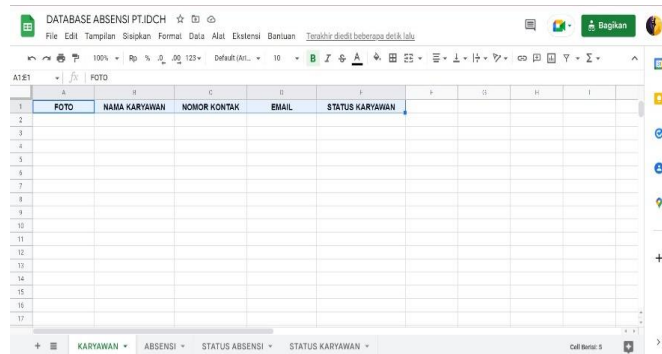 DATABASE ABSENSI PT.IDCH
File Edit Tampilan Sisipkan Format Data Alat Ekstensi Bantuan Terakhir diedit beberapa detik lalu
Bagikan
100% Rp % .0 .00 123 Default (Ari... 10 B I S A
A1:E1 fx FOTO
A B C D E F G H I
1 FOTO NAMA KARYAWAN NOMOR KONTAK EMAIL STATUS KARYAWAN
2
3
4
5
6
7
8
9
10
11
12
13
14
15
16
17
KARYAWAN ABSENSI STATUS ABSENSI STATUS KARYAWAN Cell Berisi: 5